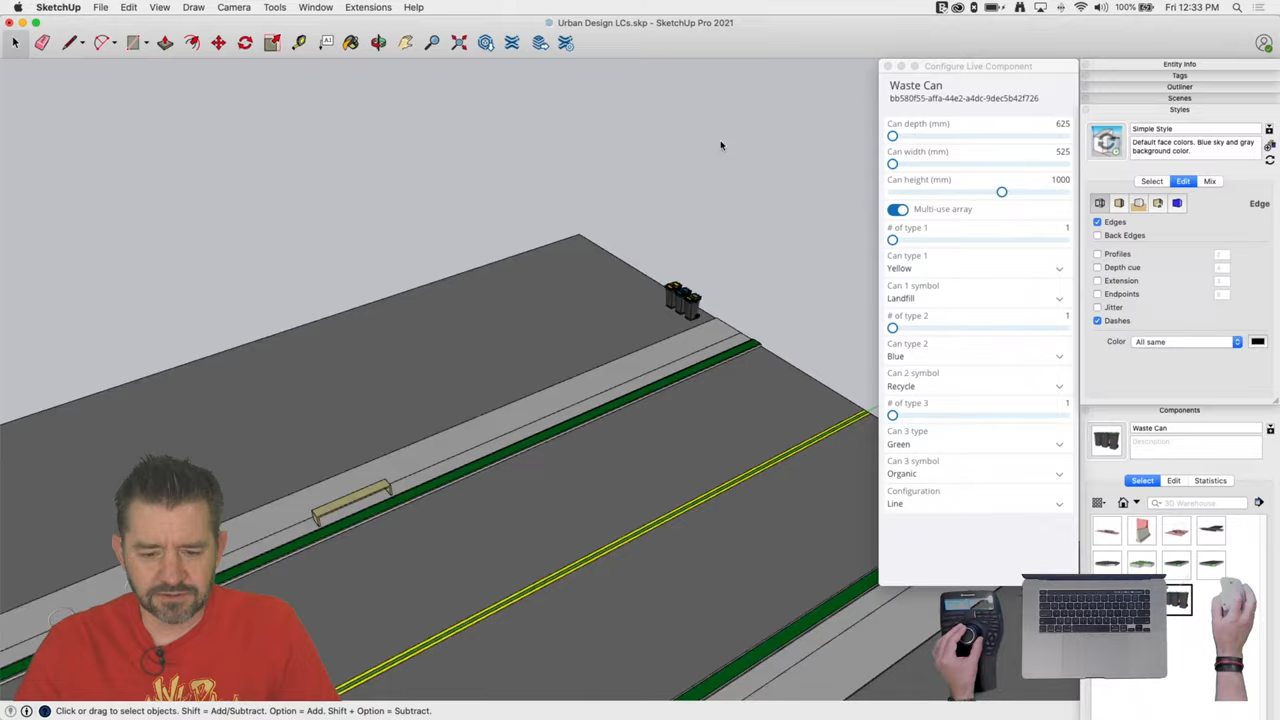 SketchUp File Edit View Draw Camera Tools Window Extensions Help
100% Fri 12:33 PM
Urban Design LCs.skp - SketchUp Pro 2021
Configure Live Component
Waste Can
bb580f55-affa-44e2-a4dc-9dec5b42f726
Can depth (mm) 625
Can width (mm) 525
Can height (mm) 1000
Multi-use array
# of type 1 1
Can type 1
Yellow
Can 1 symbol
Landfill
# of type 2 1
Can type 2
Blue
Can 2 symbol
Recycle
# of type 3 1
Can 3 type
Green
Can 3 symbol
Organic
Configuration
Line
Entity Info
Tags
Outliner
Scenes
Styles
Simple Style
Default face colors. Blue sky and gray
background color.
Select Edit Mix
Edge
Edges
Back Edges
Profiles
Depth cue
Extension
Endpoints
Jitter
Dashes
Color All same
Components
Waste Can
Description
Select Edit Statistics
3D Warehouse
Click or drag to select objects. Shift = Add/Subtract. Option = Add. Shift + Option = Subtract.